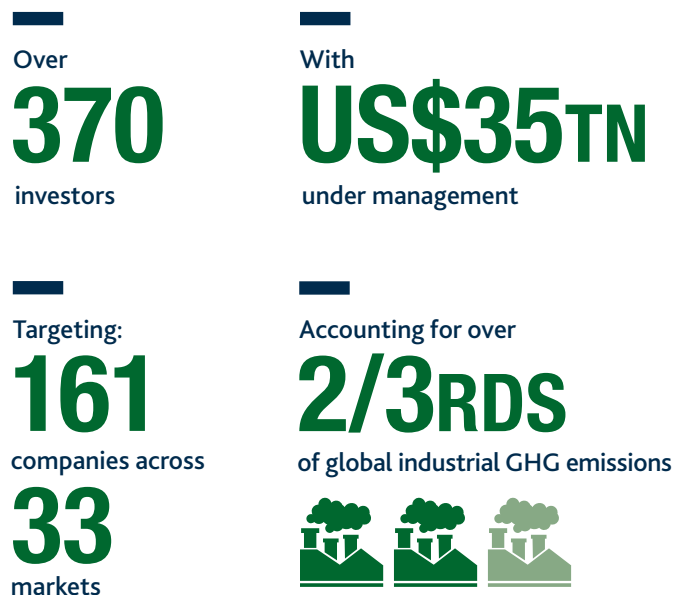 Over
370
investors
With
US$35TN
under management
Targeting:
161
companies across
33
markets
Accounting for over
2/3RDS
of global industrial GHG emissions